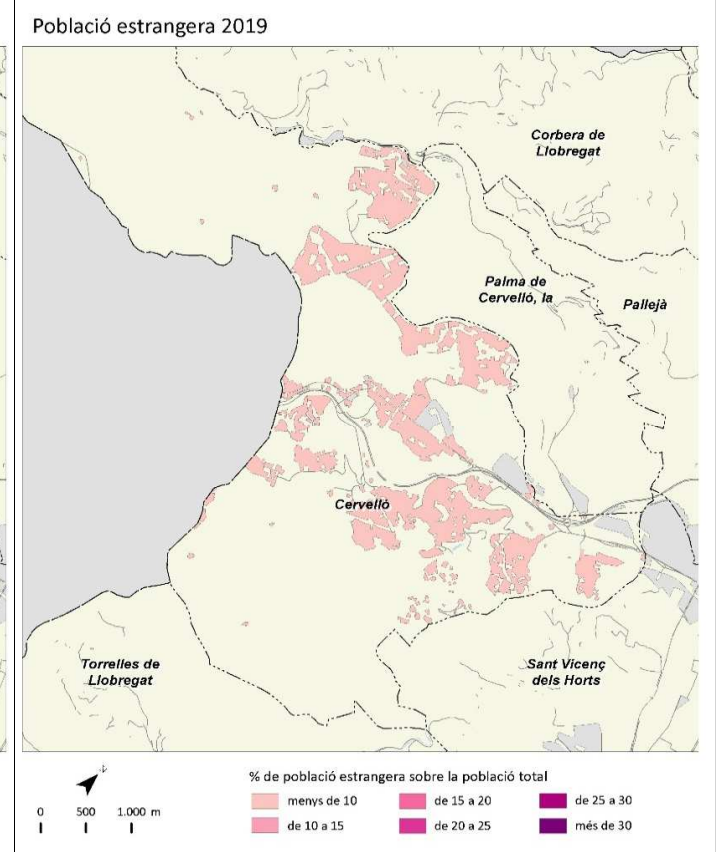 Població estrangera 2019
Corbera de
Llobregat
Palma de
Cervelló, la
Pallejà
Cervelló
Torrelles de
Llobregat
Sant Vicenç
dels Horts
% de població estrangera sobre la població total
0 500 1.000 m
menys de 10
de 15 a 20
de 25 a 30
de 10 a 15
de 20 a 25
més de 30